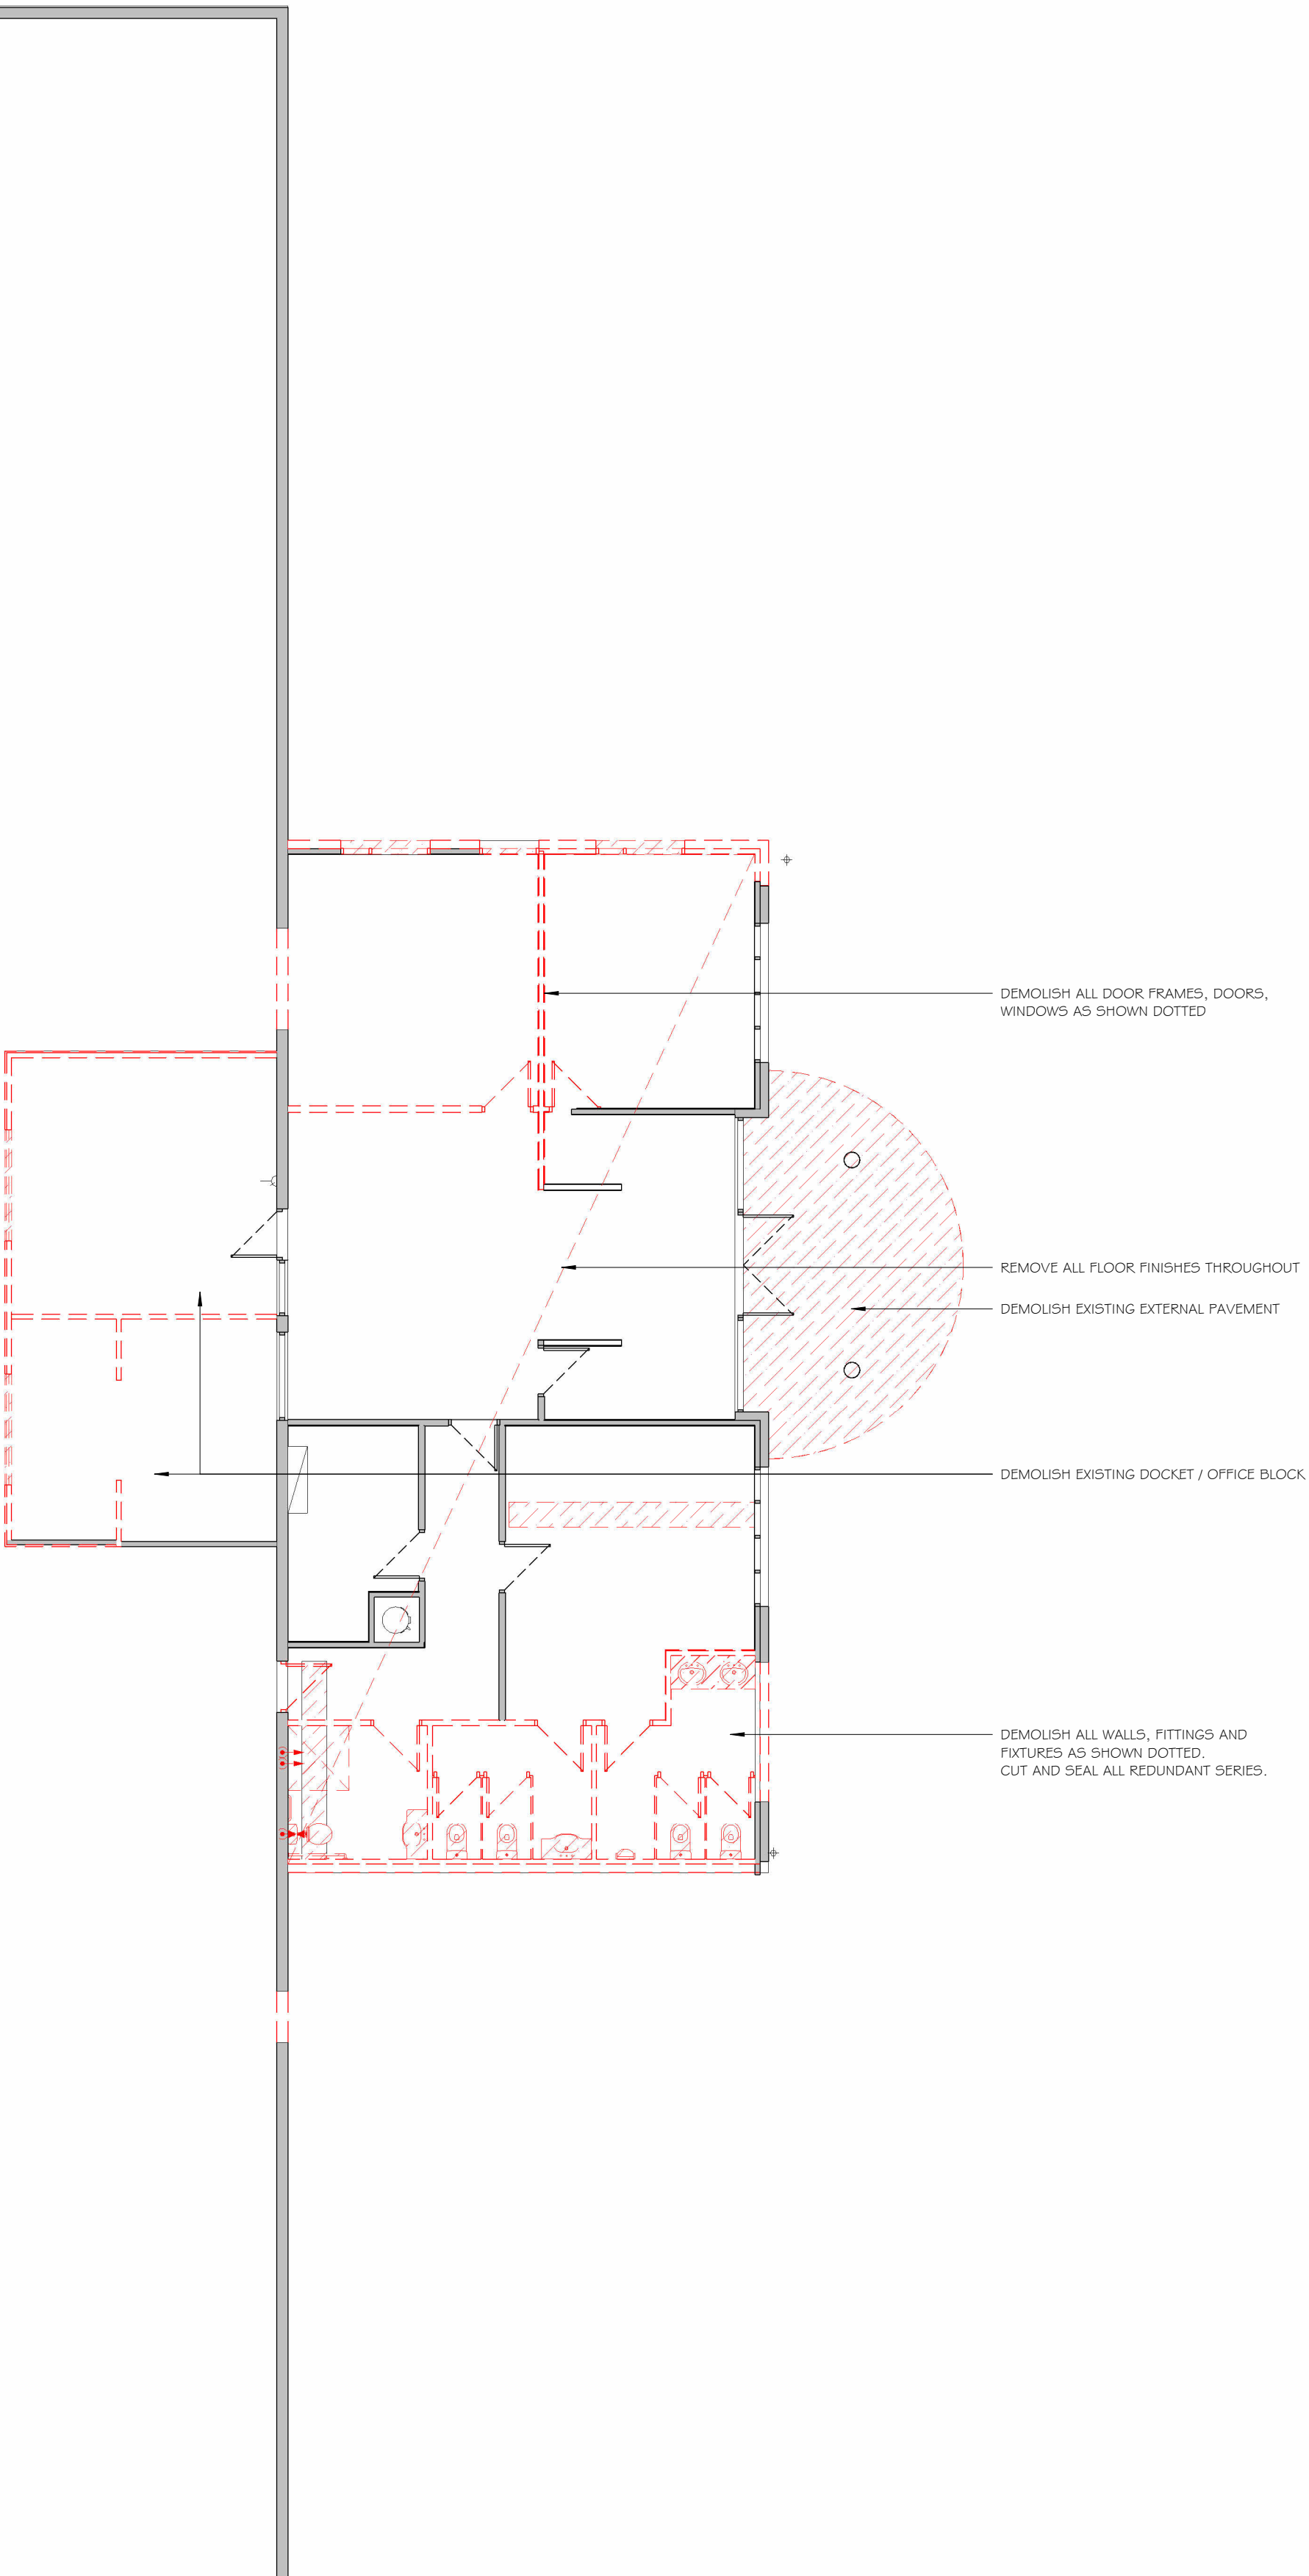 DEMOLISH ALL DOOR FRAMES, DOORS,
WINDOWS AS SHOWN DOTTED
REMOVE ALL FLOOR FINISHES THROUGHOUT
DEMOLISH EXISTING EXTERNAL PAVEMENT
DEMOLISH EXISTING DOCKET / OFFICE BLOCK
DEMOLISH ALL WALLS, FITTINGS AND
FIXTURES AS SHOWN DOTTED.
CUT AND SEAL ALL REDUNDANT SERIES.